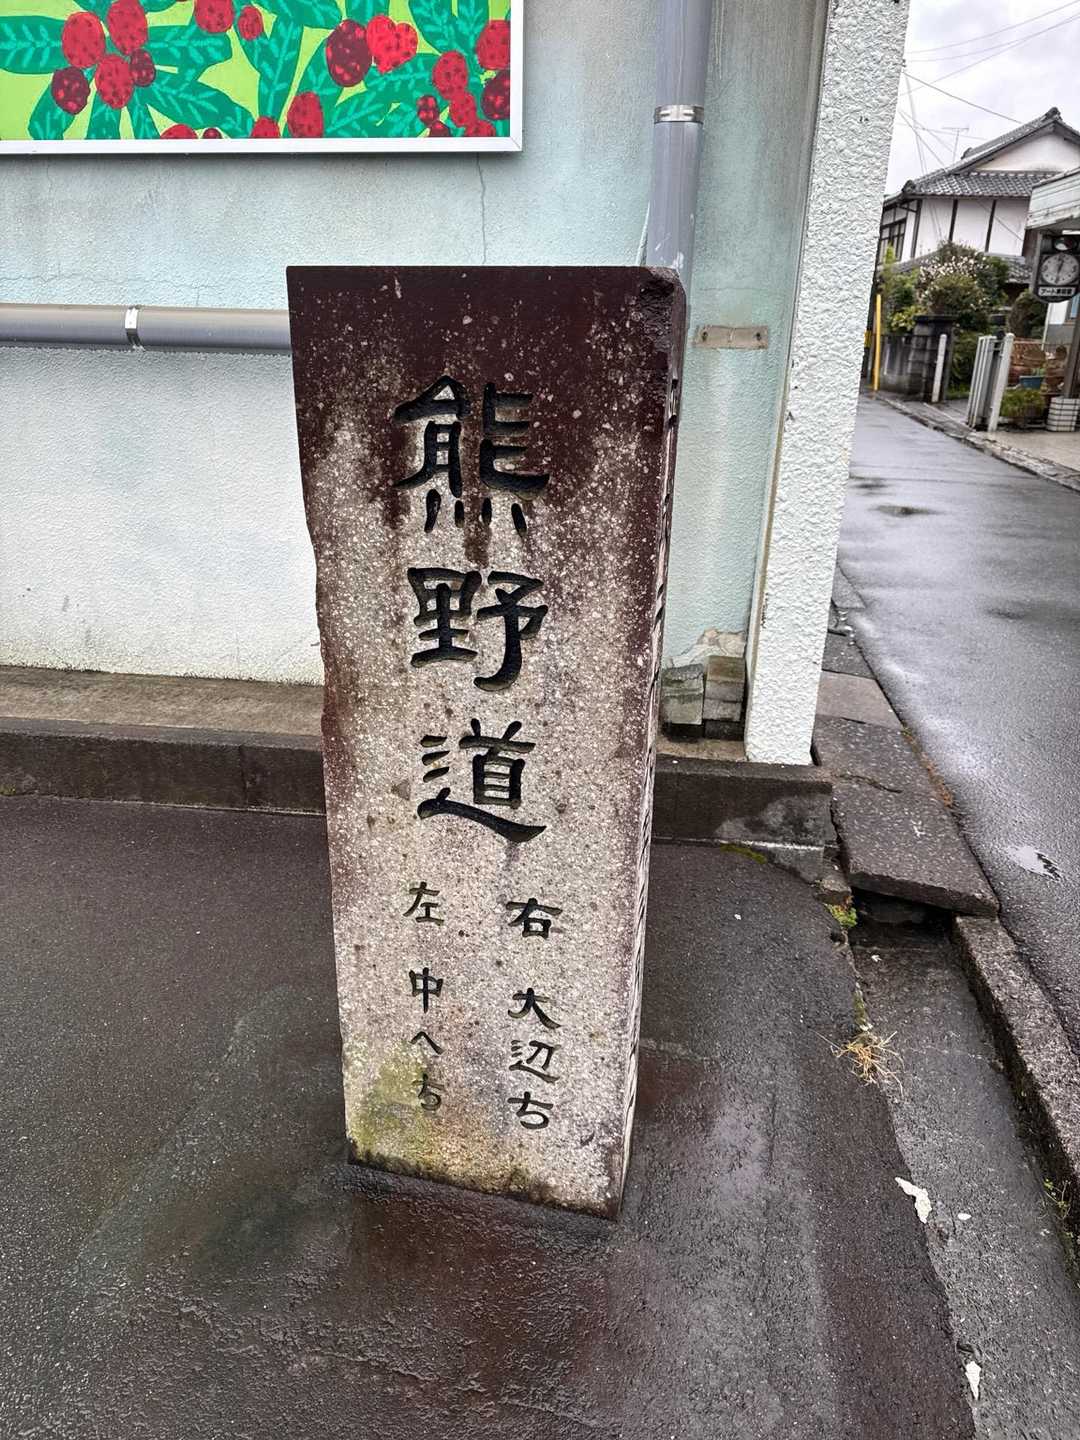 熊野道
右 大辺ち
左 中へち